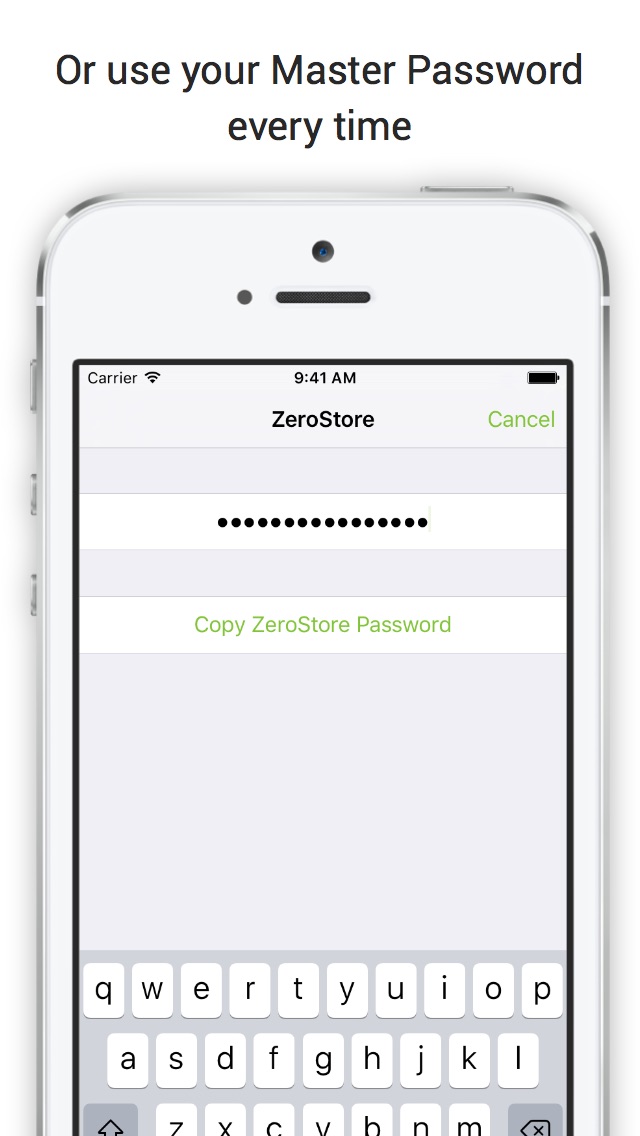 Or use your Master Password
every time
Carrier 9:41 AM
ZeroStore Cancel
••••••••••••••••
Copy ZeroStore Password
q w e r t y u i o p
a s d f g h j k l
z x c v b n m